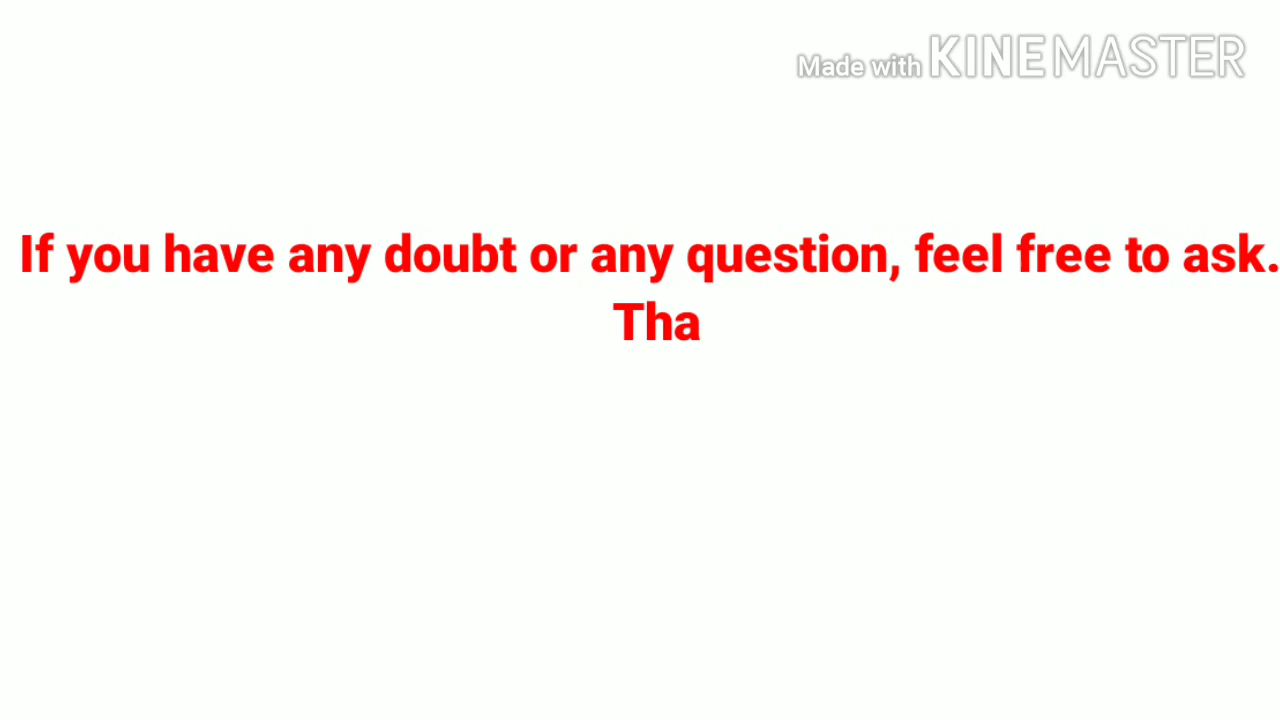 Made with KINEMASTER
If you have any doubt or any question, feel free to ask.
Tha